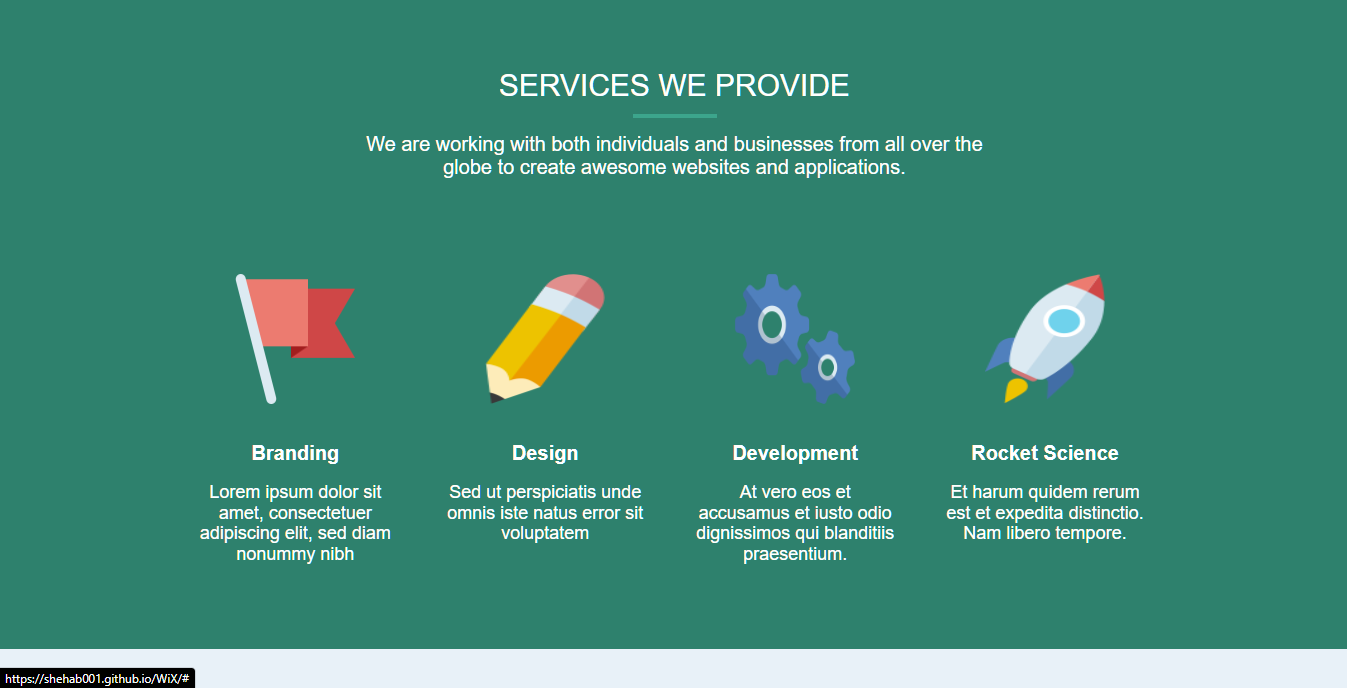 SERVICES WE PROVIDE
We are working with both individuals and businesses from all over the
globe to create awesome websites and applications.
Branding
Lorem ipsum dolor sit
amet, consectetuer
adipiscing elit, sed diam
nonummy nibh
Design
Sed ut perspiciatis unde
omnis iste natus error sit
voluptatem
Development
At vero eos et
accusamus et iusto odio
dignissimos qui blanditiis
praesentium.
Rocket Science
Et harum quidem rerum
est et expedita distinctio.
Nam libero tempore.
https://shehab001.github.io/WiX/#